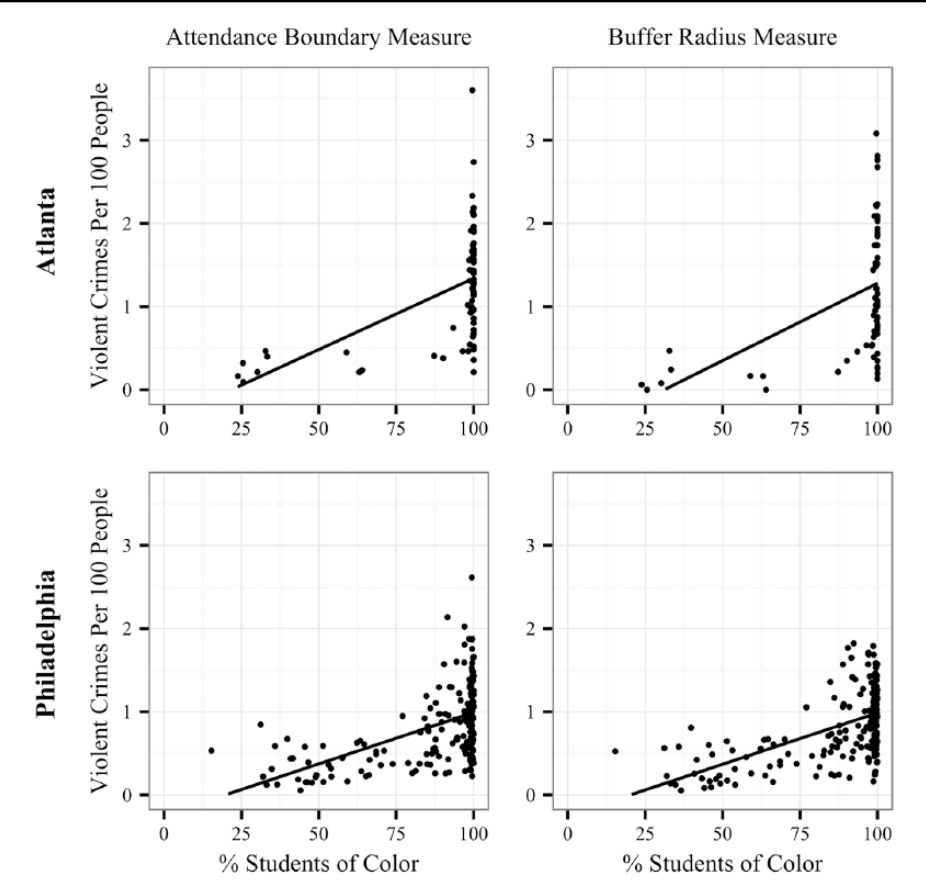 Attendance Boundary Measure
Buffer Radius Measure
Atlanta
Violent Crimes Per 100 People
3
2
1
0
0 25 50 75 100
3
2
1
0
0 25 50 75 100
Philadelphia
Violent Crimes Per 100 People
3
2
1
0
0 25 50 75 100
% Students of Color
3
2
1
0
0 25 50 75 100
% Students of Color